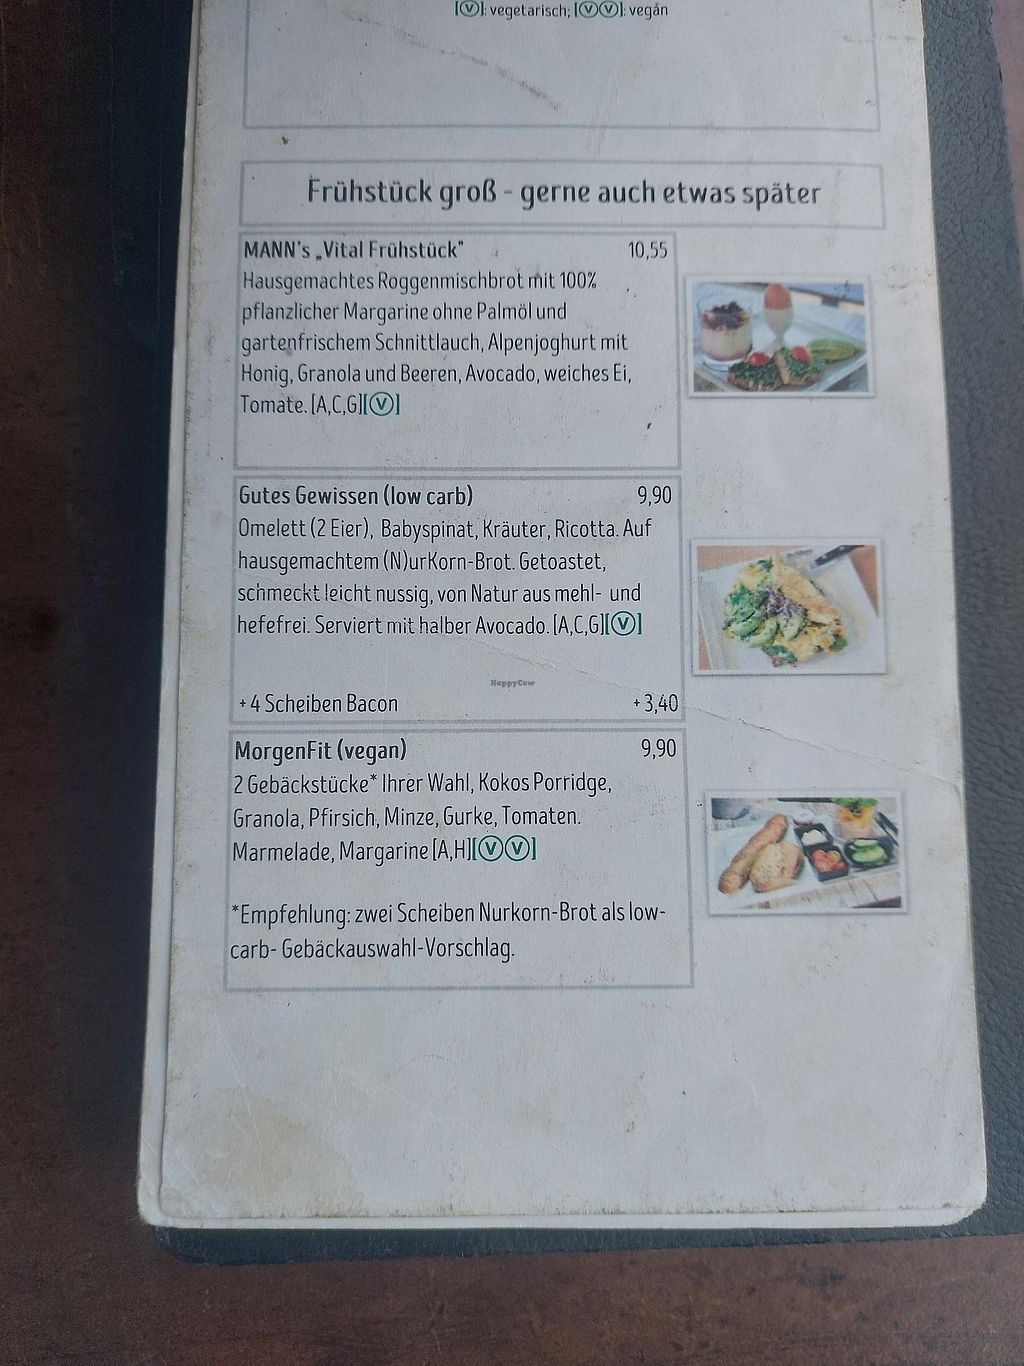 [V]: vegetarisch; [VV]: vegan
Frühstück groß - gerne auch etwas später
MANN's „Vital Frühstück" 10,55
Hausgemachtes Roggenmischbrot mit 100%
pflanzlicher Margarine ohne Palmöl und
gartenfrischem Schnittlauch, Alpenjoghurt mit
Honig, Granola und Beeren, Avocado, weiches Ei,
Tomate. [A,C,G][V]
Gutes Gewissen (low carb) 9,90
Omelett (2 Eier), Babyspinat, Kräuter, Ricotta. Auf
hausgemachtem (N)urKorn-Brot. Getoastet,
schmeckt leicht nussig, von Natur aus mehl- und
hefefrei. Serviert mit halber Avocado. [A,C,G][V]
HappyCow
+ 4 Scheiben Bacon + 3,40
MorgenFit (vegan) 9,90
2 Gebäckstücke* Ihrer Wahl, Kokos Porridge,
Granola, Pfirsich, Minze, Gurke, Tomaten.
Marmelade, Margarine [A,H][VV]
*Empfehlung: zwei Scheiben Nurkorn-Brot als low-
carb- Gebäckauswahl-Vorschlag.